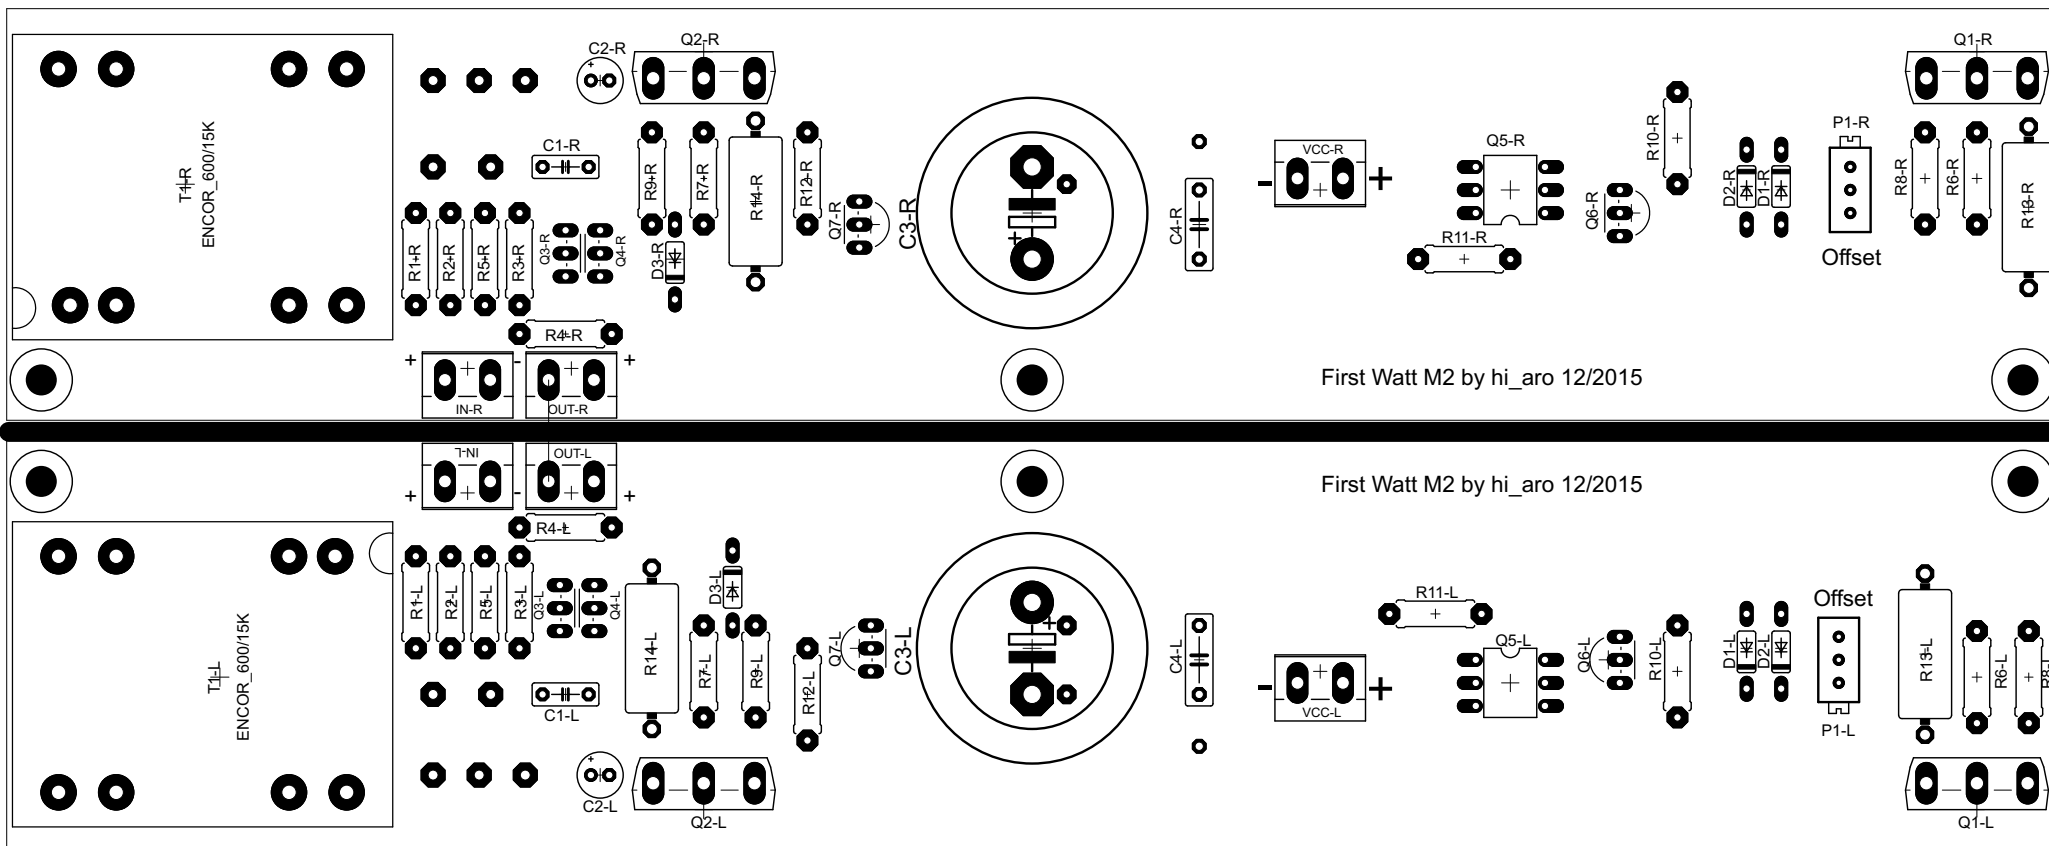 Q2-R
Q1-R
C2-R
P1-R
C1-R
VCC-R
Q5-R
R10-R
T1-R
ENCOR_600/15K
R9-R
R7-R
R14-R
R12-R
D2-R
D1-R
R8-R
R6-R
R13-R
Q7-R
C3-R
C4-R
- +
Q6-R
R1-R
R2-R
R5-R
R3-R
Q3-R
Q4-R
D3-R
R11-R
Offset
+
R4-R
+ - +
First Watt M2 by hi_aro 12/2015
IN-R
OUT-R
IN-L
OUT-L
First Watt M2 by hi_aro 12/2015
+ - +
R4-L
R1-L
R2-L
R5-L
R3-L
Q3-L
Q4-L
D3-L
R11-L
Offset
T1-L
ENCOR_600/15K
R14-L
R7-L
R9-L
R12-L
Q7-L
C3-L
+
C4-L
Q5-L
Q6-L
R10-L
D1-L
D2-L
R13-L
R6-L
R8-L
- +
C1-L
VCC-L
P1-L
+
C2-L
Q2-L
Q1-L